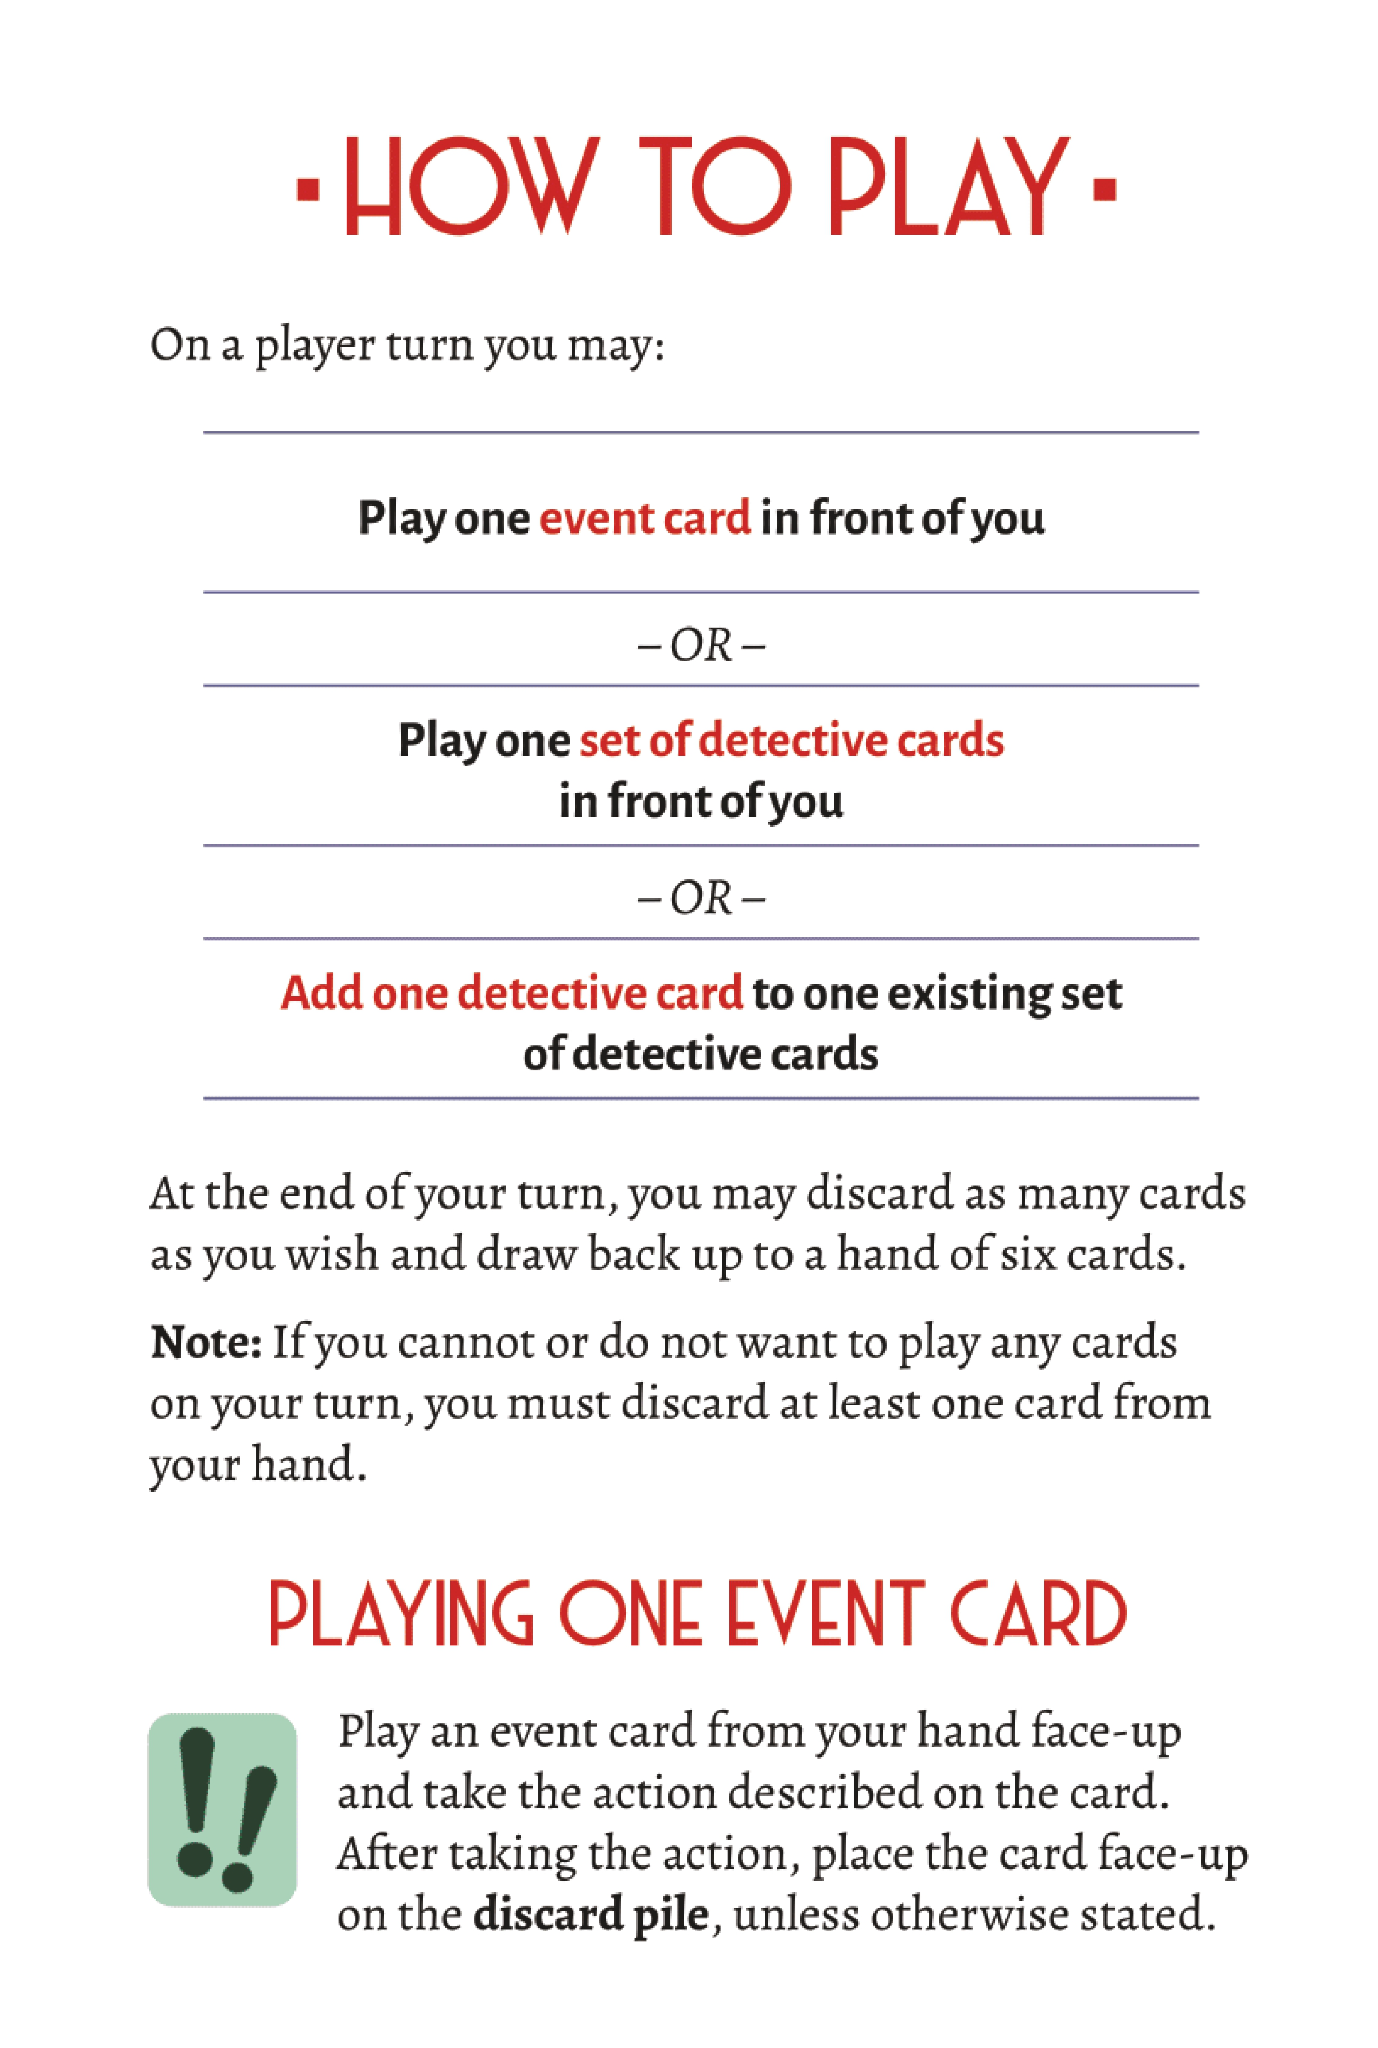 · HOW TO PLAY ·
On a player turn you may:
Play one event card in front of you
– OR –
Play one set of detective cards
in front of you
– OR –
Add one detective card to one existing set
of detective cards
At the end of your turn, you may discard as many cards
as you wish and draw back up to a hand of six cards.
Note: If you cannot or do not want to play any cards
on your turn, you must discard at least one card from
your hand.
PLAYING ONE EVENT CARD
!!
Play an event card from your hand face-up
and take the action described on the card.
After taking the action, place the card face-up
on the discard pile, unless otherwise stated.